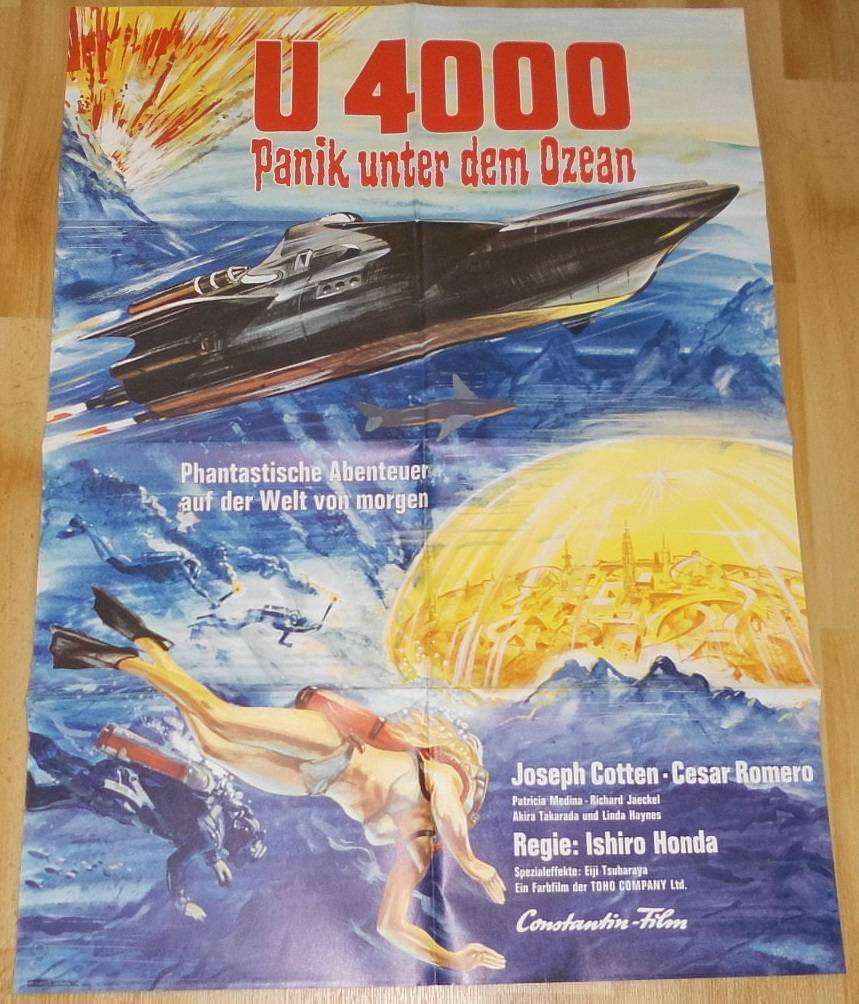 U 4000
Panik unter dem Ozean
Phantastische Abenteuer
auf der Welt von morgen
Joseph Cotten · Cesar Romero
Patricia Medina · Richard Jaeckel
Akira Takarada und Linda Haynes
Regie: Ishiro Honda
Spezialeffekte: Eiji Tsubaraya
Ein Farbfilm der TOHO COMPANY Ltd.
Constantin-Film